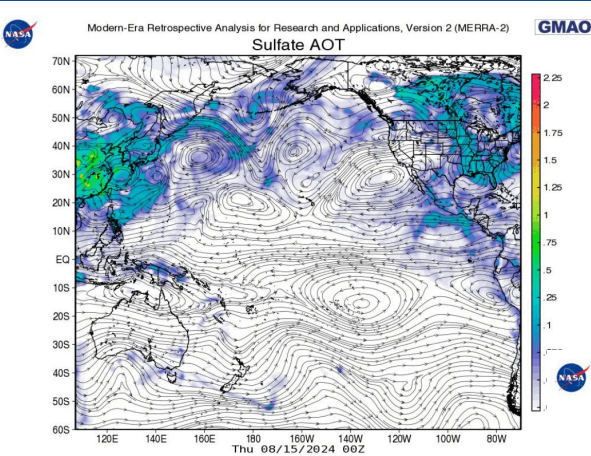 NASA
Modern-Era Retrospective Analysis for Research and Applications, Version 2 (MERRA-2)
GMAO
Sulfate AOT
70N
60N
50N
40N
30N
20N
10N
EQ
10S
20S
30S
40S
50S
60S
2.25
2
1.75
1.5
1.25
1
.75
.5
.25
.1
NASA
120E 140E 160E 180 160W 140W 120W 100W 80W
Thu 08/15/2024 00Z